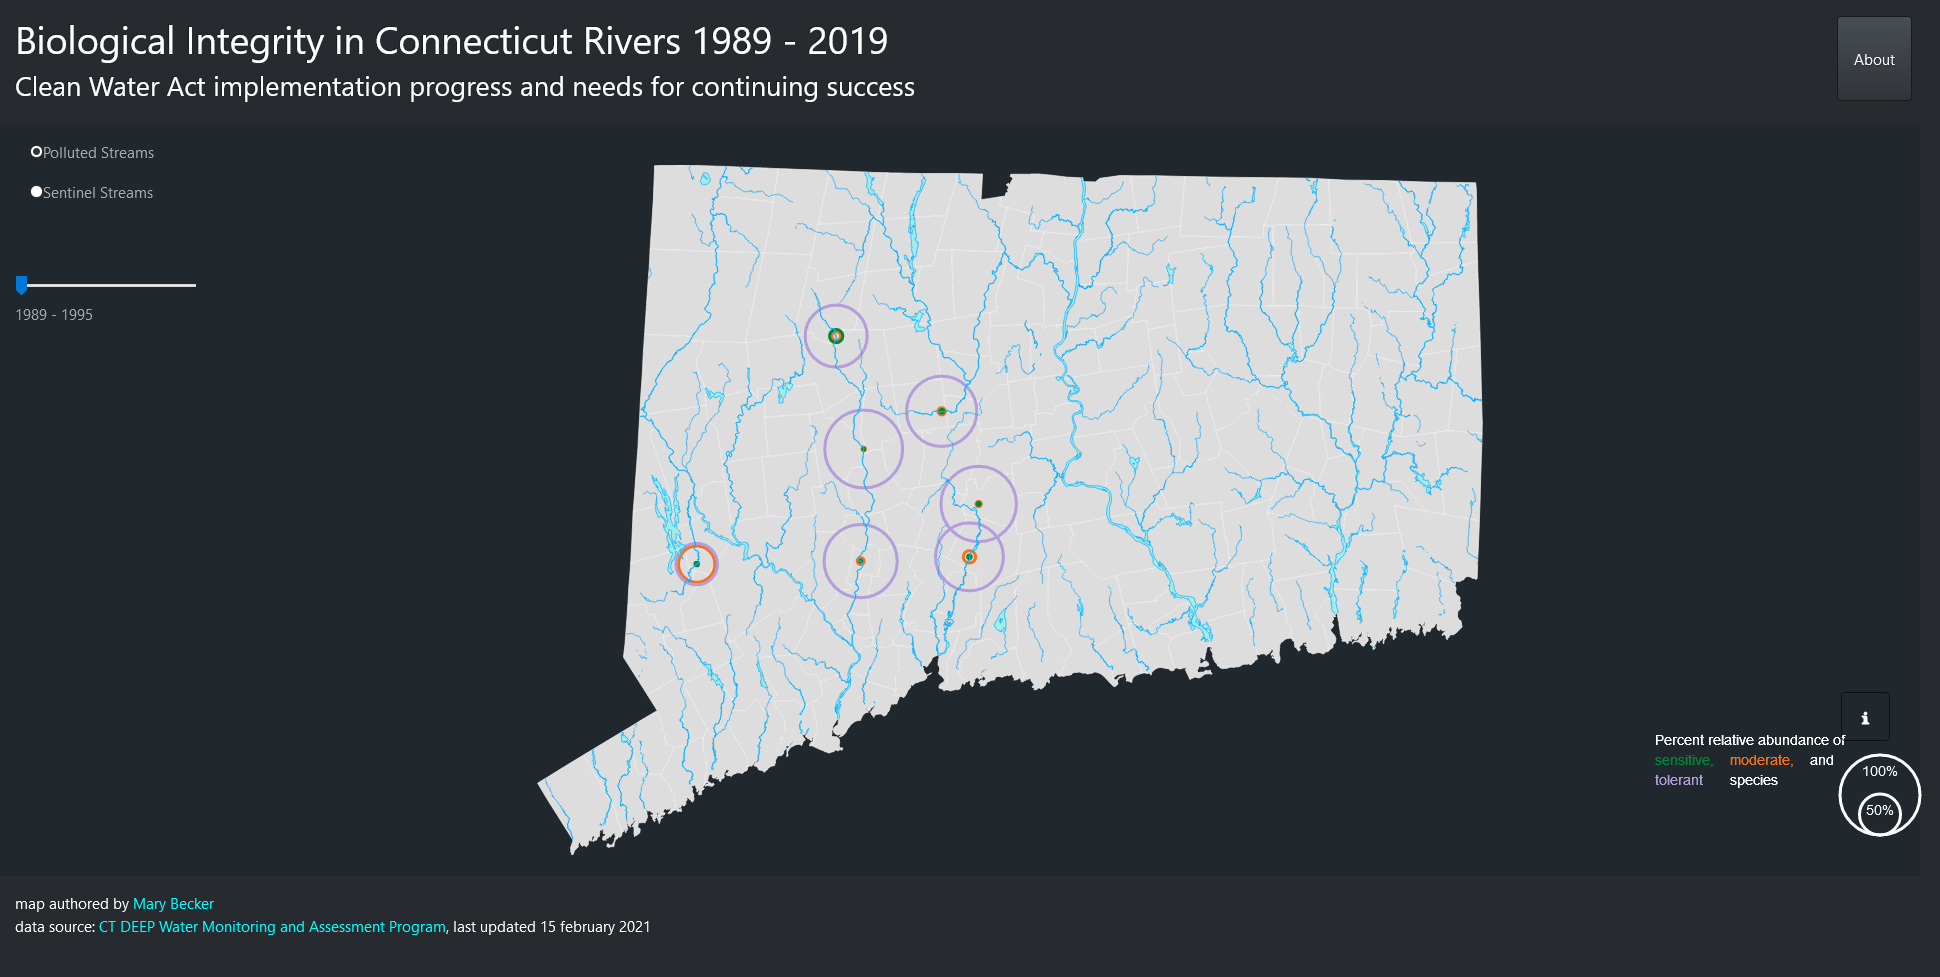 Biological Integrity in Connecticut Rivers 1989 - 2019
Clean Water Act implementation progress and needs for continuing success
About
Polluted Streams
Sentinel Streams
1989 - 1995
Percent relative abundance of
sensitive, moderate, and
tolerant species
100%
50%
map authored by Mary Becker
data source: CT DEEP Water Monitoring and Assessment Program, last updated 15 february 2021